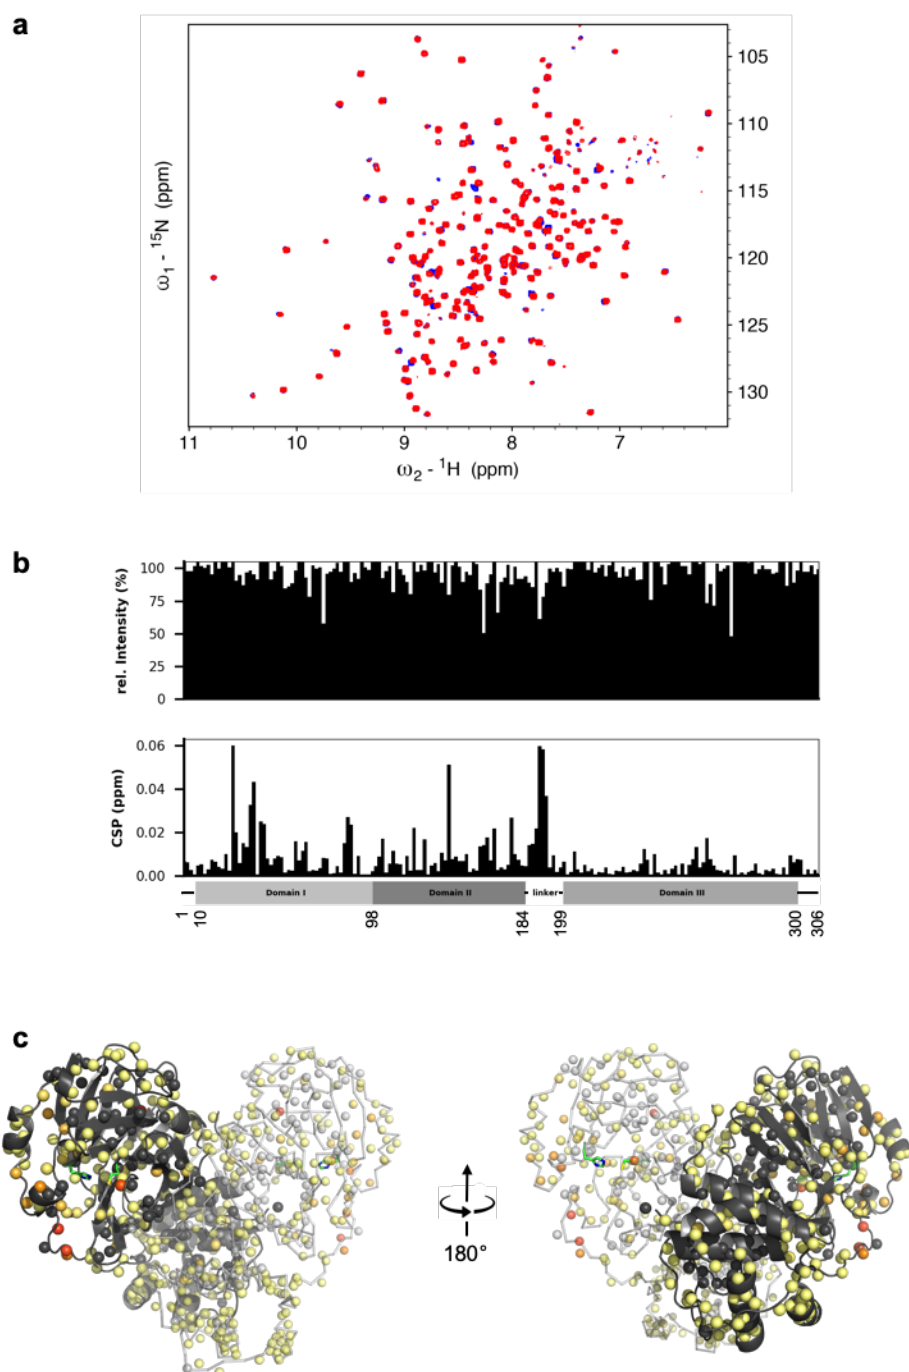 a
105
110
115
120
125
130
ω1 - 15N (ppm)
11 10 9 8 7
ω2 - 1H (ppm)
b
rel. Intensity (%)
100
75
50
25
0
CSP (ppm)
0.06
0.04
0.02
0.00
Domain I Domain II linker Domain III
1 10 98 184 199 300 306
c
180°